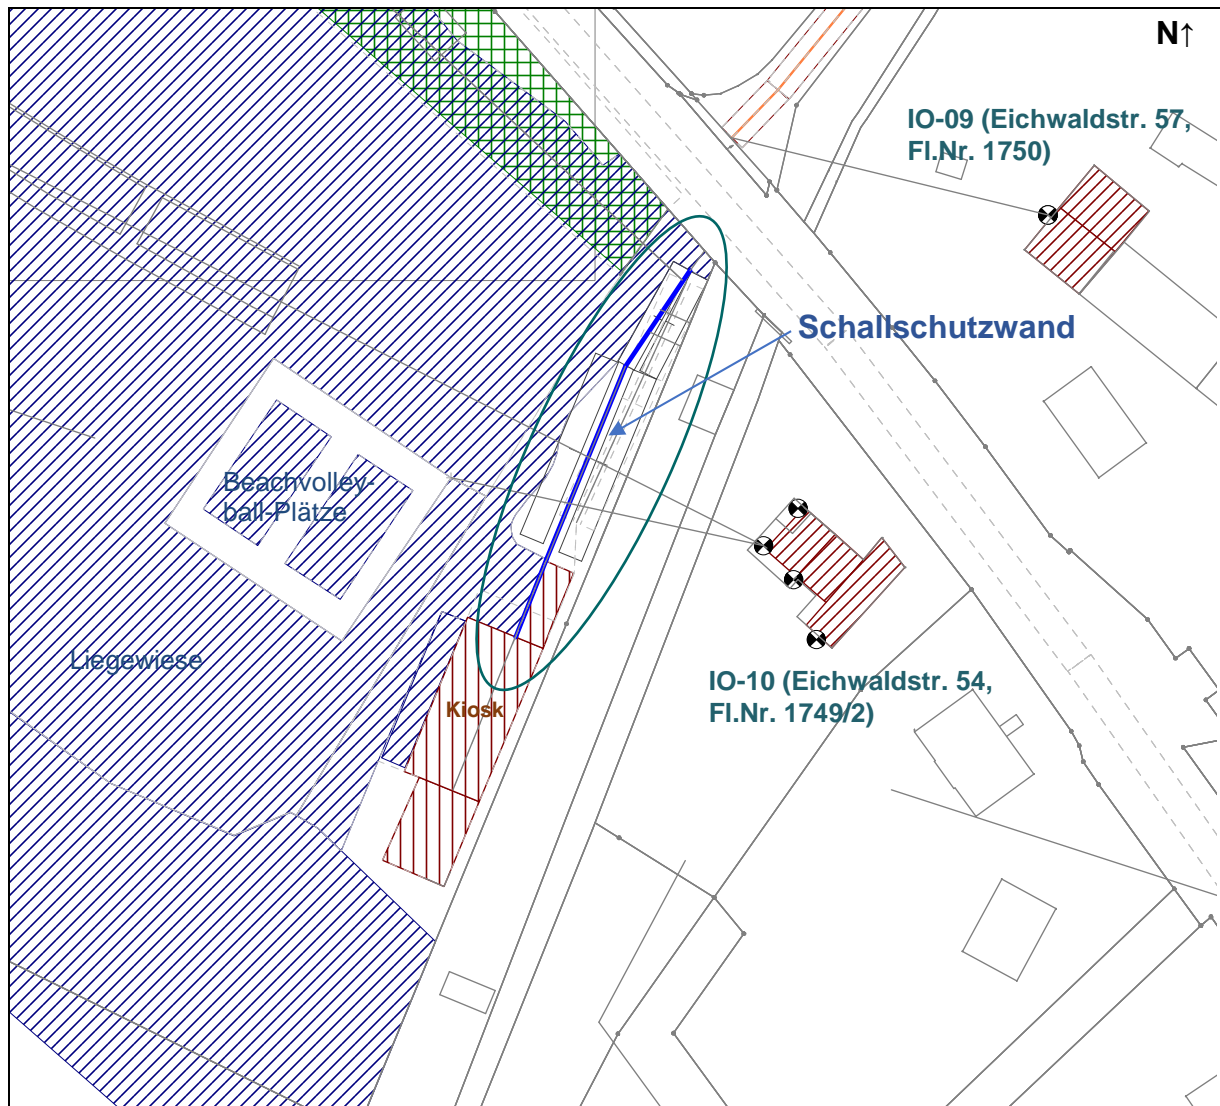 N↑
IO-09 (Eichwaldstr. 57,
Fl.Nr. 1750)
Schallschutzwand
Beachvolley-
ball-Plätze
Liegewiese
IO-10 (Eichwaldstr. 54,
Fl.Nr. 1749/2)
Kiosk